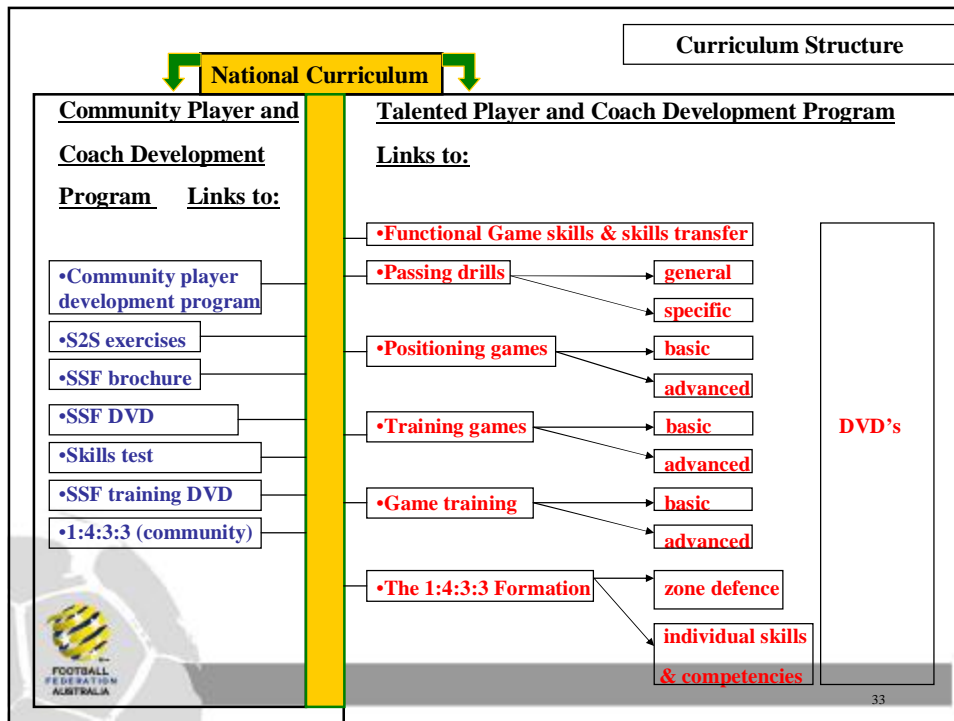 Curriculum Structure
National Curriculum
Community Player and
Coach Development
Program Links to:
•Community player
development program
•S2S exercises
•SSF brochure
•SSF DVD
•Skills test
•SSF training DVD
•1:4:3:3 (community)
Talented Player and Coach Development Program
Links to:
•Functional Game skills & skills transfer
•Passing drills
general
specific
•Positioning games
basic
advanced
•Training games
basic
advanced
•Game training
basic
advanced
•The 1:4:3:3 Formation
zone defence
individual skills
& competencies
DVD's
FOOTBALL
FEDERATION
AUSTRALIA
33